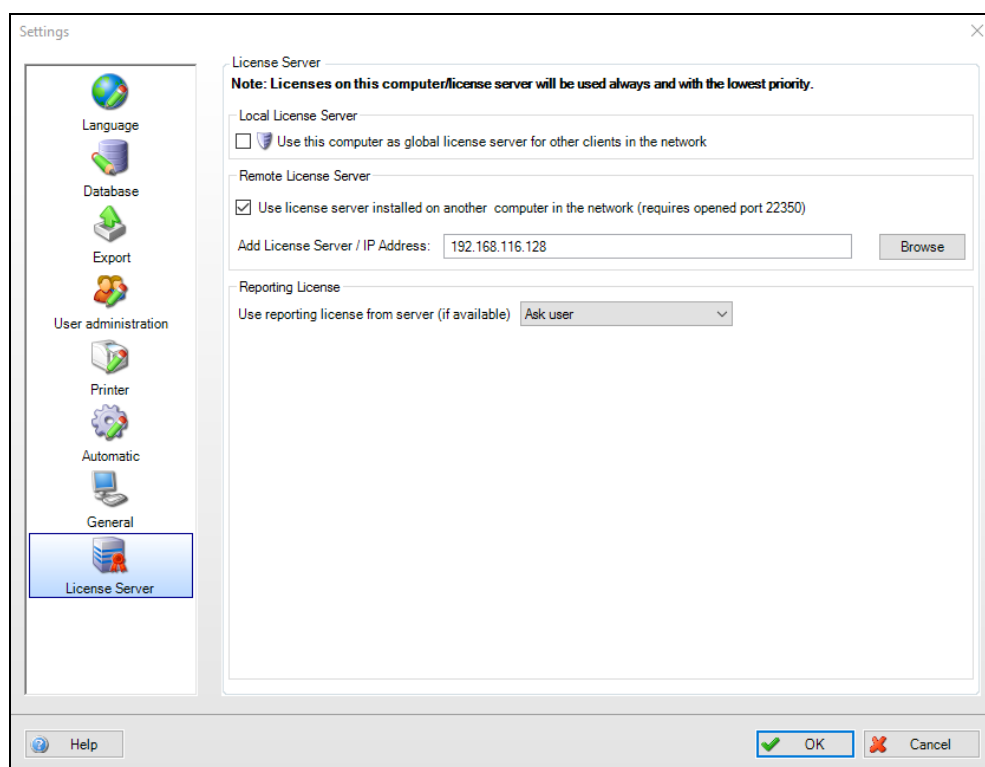 Settings
Language
Database
Export
User administration
Printer
Automatic
General
License Server
License Server
Note: Licenses on this computer/license server will be used always and with the lowest priority.
Local License Server
Use this computer as global license server for other clients in the network
Remote License Server
Use license server installed on another computer in the network (requires opened port 22350)
Add License Server / IP Address: 192.168.116.128 Browse
Reporting License
Use reporting license from server (if available) Ask user
Help OK Cancel